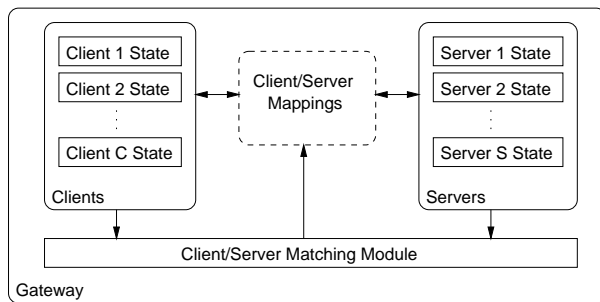 Client 1 State
Client 2 State
Client C State
Clients
Client/Server
Mappings
Server 1 State
Server 2 State
Server S State
Servers
Client/Server Matching Module
Gateway